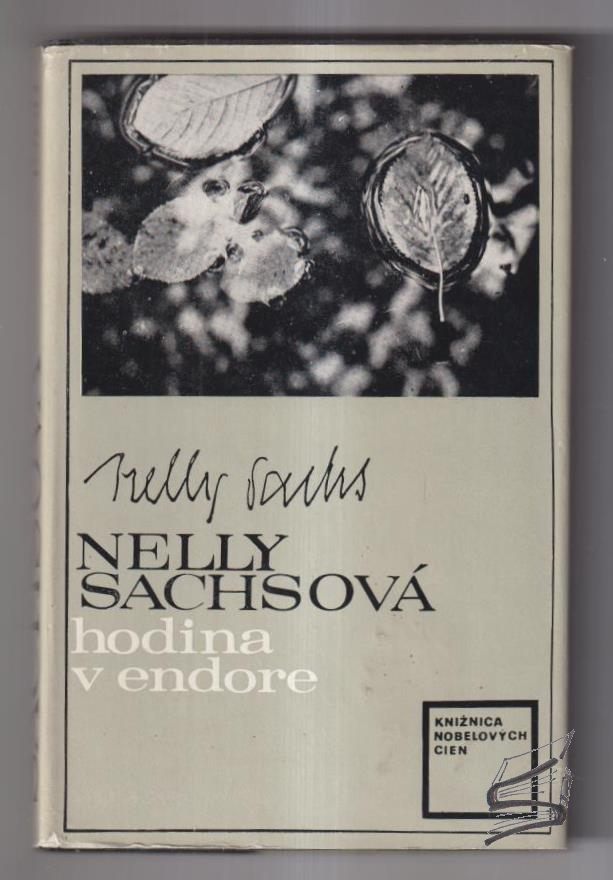 nelly sachs
NELLY
SACHSOVÁ
hodina
v endore
KNIŽNICA
NOBELOVÝCH
CIEN